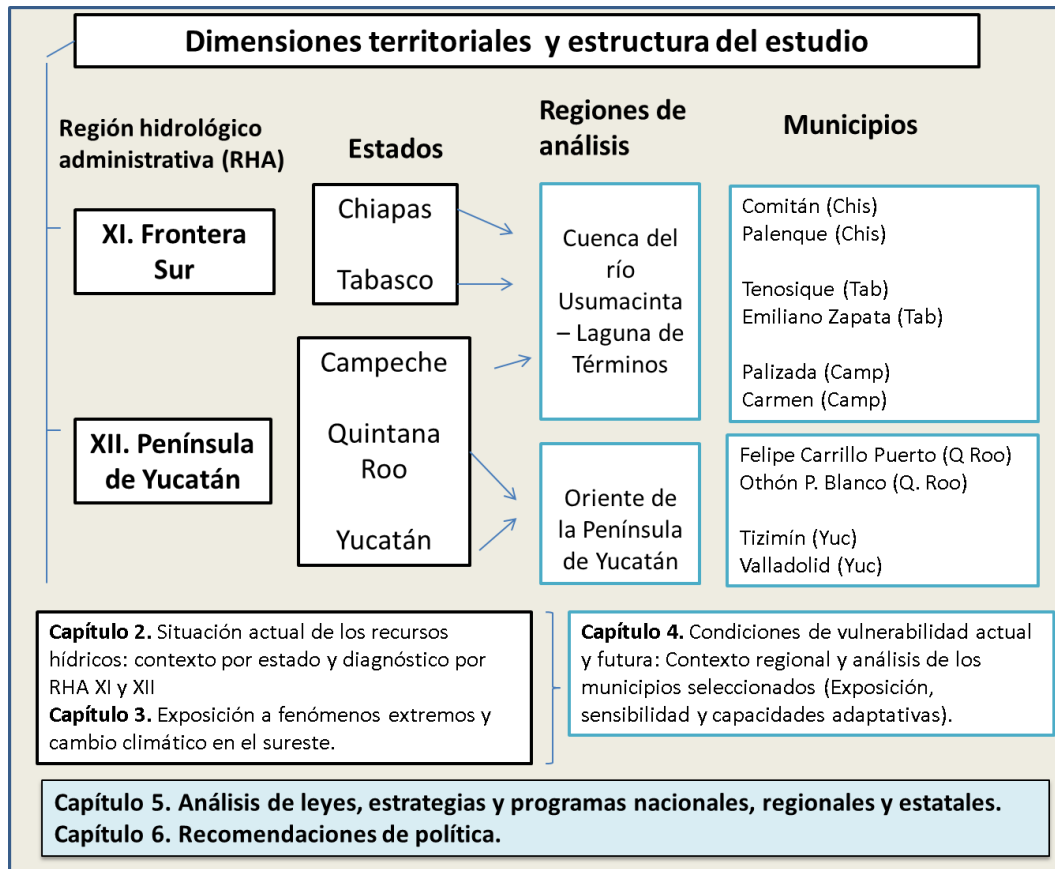 Dimensiones territoriales y estructura del estudio
Región hidrológico
administrativa (RHA)
Estados
Regiones de
análisis
Municipios
XI. Frontera
Sur
XII. Península
de Yucatán
Chiapas
Tabasco
Campeche
Quintana
Roo
Yucatán
Cuenca del
río
Usumacinta
– Laguna de
Términos
Oriente de
la Península
de Yucatán
Comitán (Chis)
Palenque (Chis)
Tenosique (Tab)
Emiliano Zapata (Tab)
Palizada (Camp)
Carmen (Camp)
Felipe Carrillo Puerto (Q Roo)
Othón P. Blanco (Q. Roo)
Tizimín (Yuc)
Valladolid (Yuc)
Capítulo 2. Situación actual de los recursos
hídricos: contexto por estado y diagnóstico por
RHA XI y XII
Capítulo 3. Exposición a fenómenos extremos y
cambio climático en el sureste.
Capítulo 4. Condiciones de vulnerabilidad actual
y futura: Contexto regional y análisis de los
municipios seleccionados (Exposición,
sensibilidad y capacidades adaptativas).
Capítulo 5. Análisis de leyes, estrategias y programas nacionales, regionales y estatales.
Capítulo 6. Recomendaciones de política.